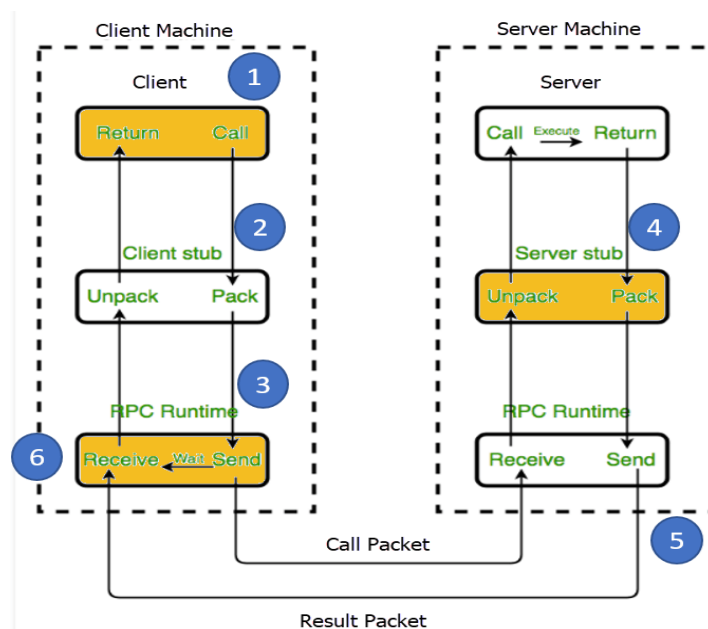 Client Machine
Server Machine
Client
1
Server
Return
Call
Call
Execute
Return
2
4
Client stub
Server stub
Unpack
Pack
Unpack
Pack
3
RPC Runtime
RPC Runtime
6
Receive
Wait
Send
Receive
Send
5
Call Packet
Result Packet